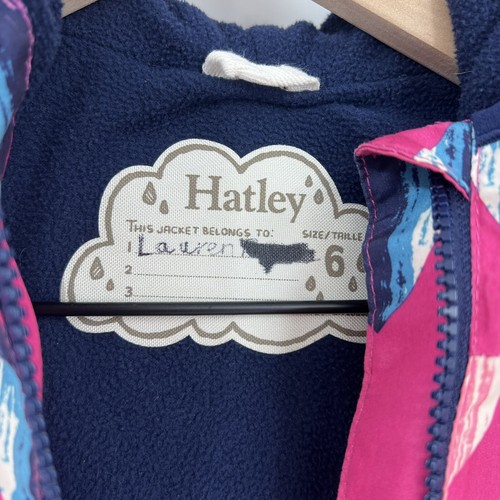 Hatley
THIS JACKET BELONGS TO: SIZE/TAILLE
1 Lauren 6
2
3